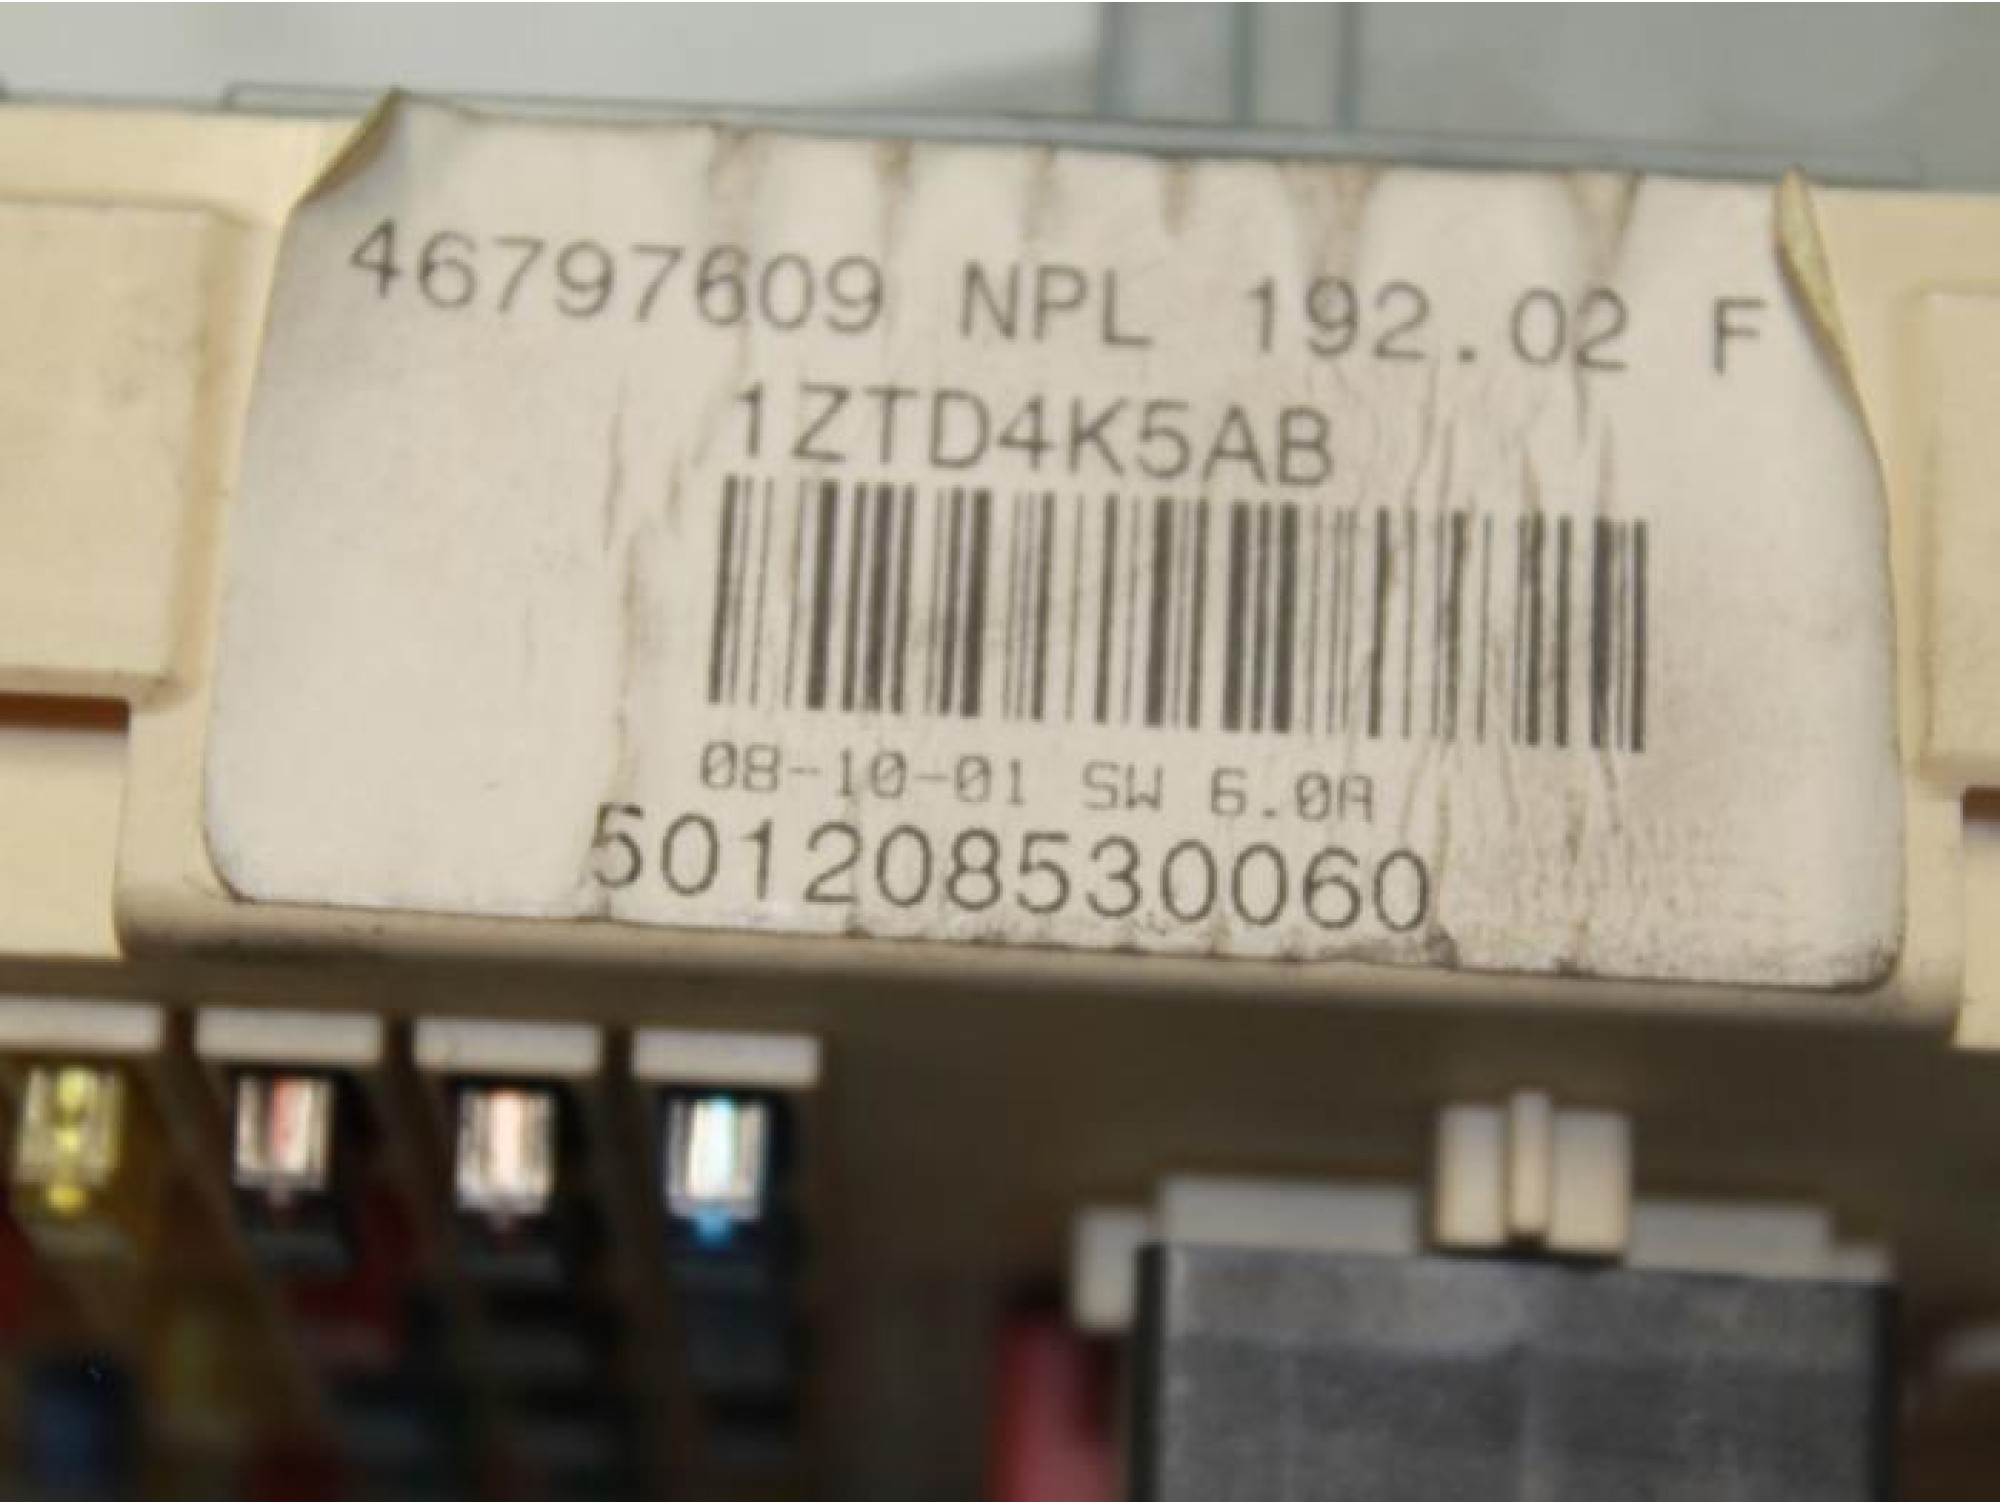 46797609 NPL 192.02 F
1ZTD4K5AB
08-10-01 SW 6.0A
501208530060